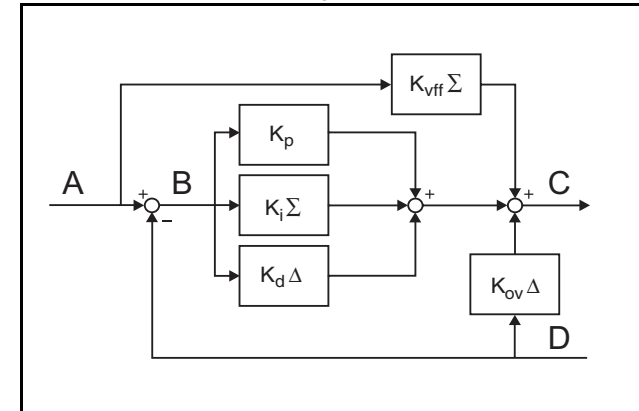 K_vff Σ
K_p
A
+
B
K_i Σ
+
+
C
−
K_d Δ
K_ov Δ
D